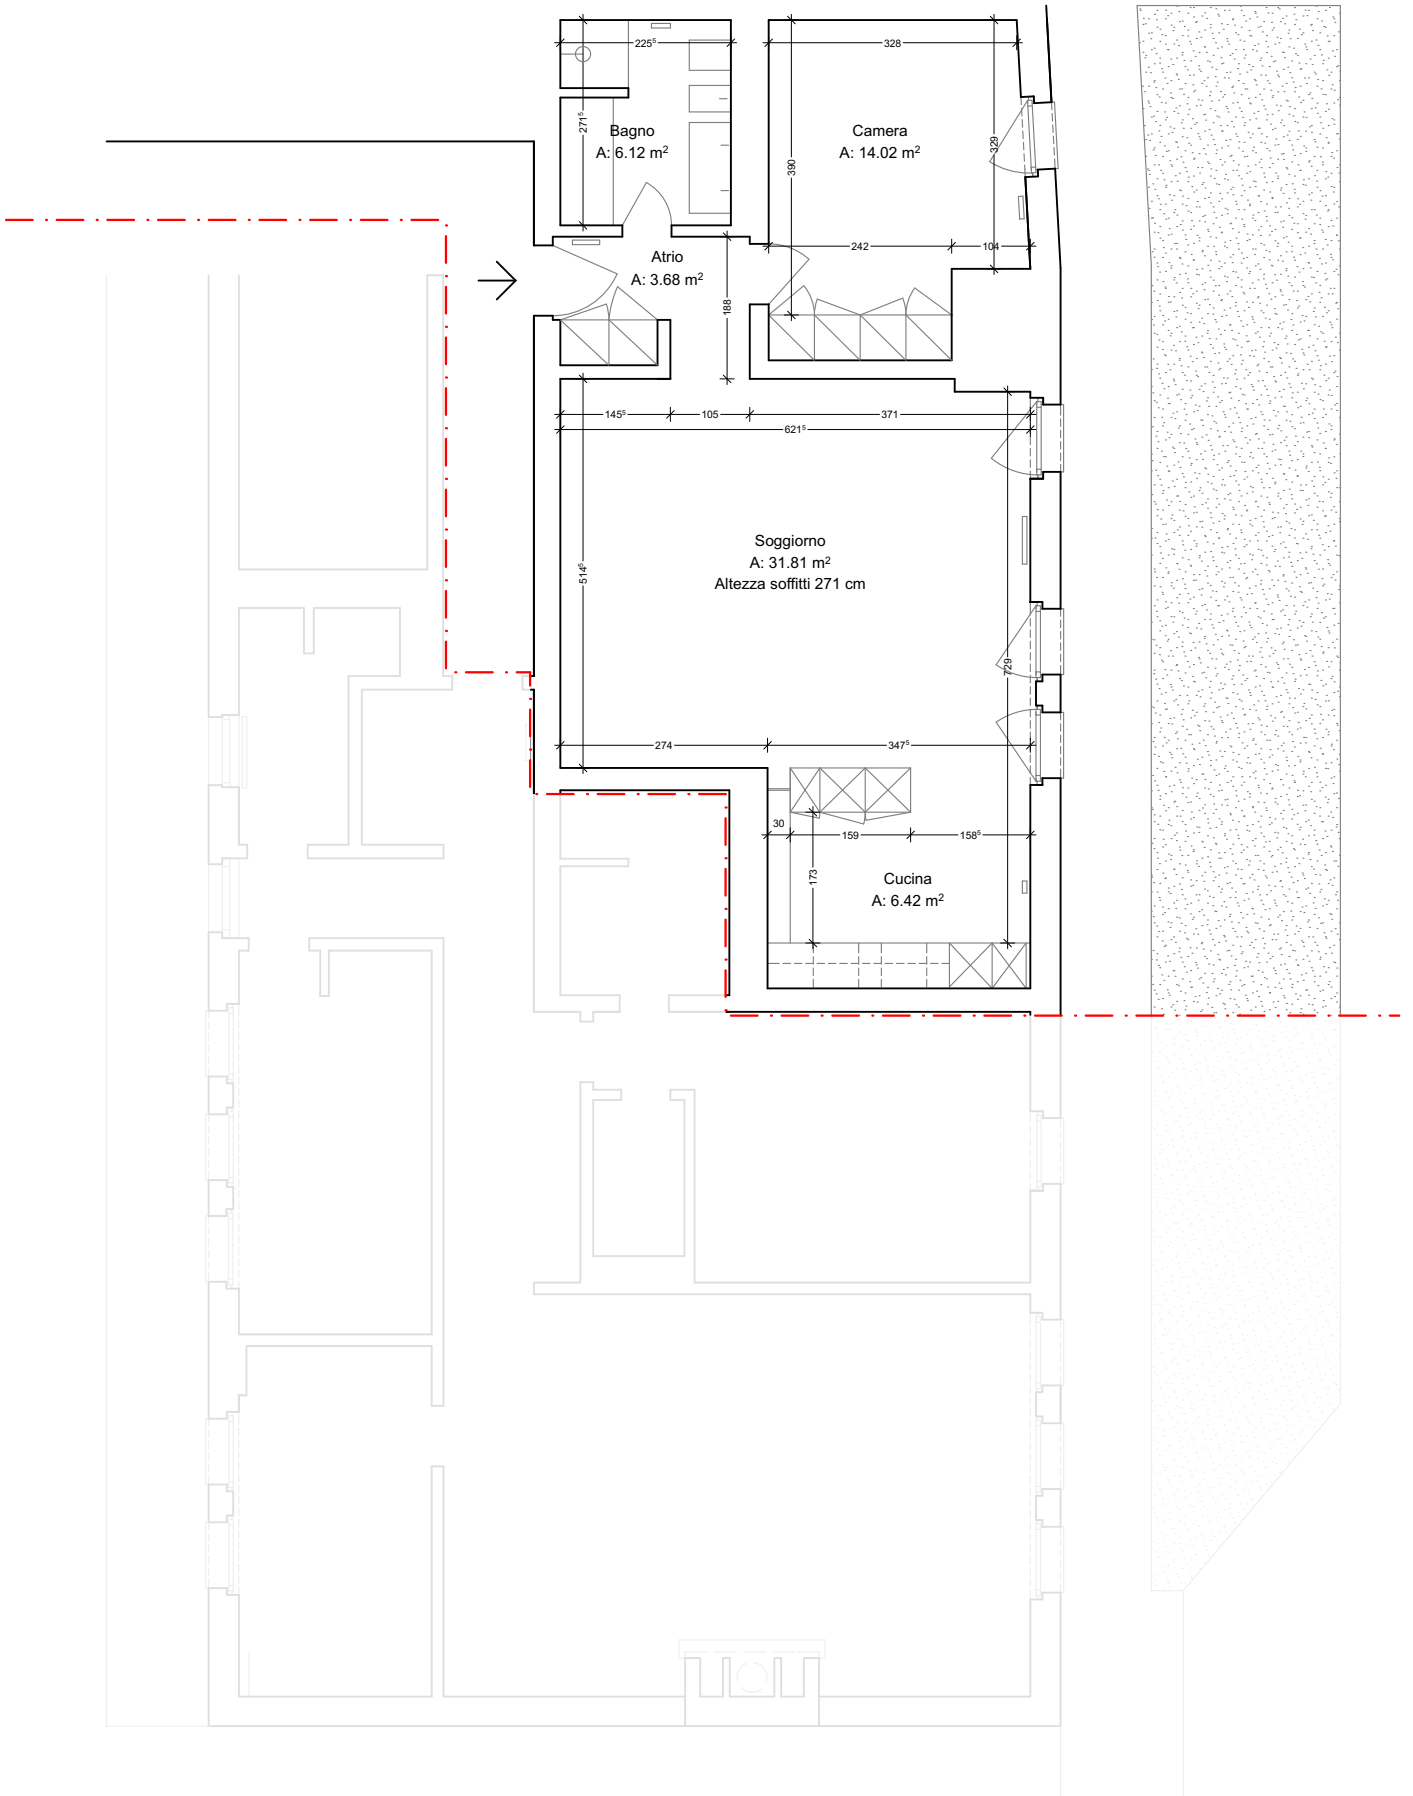 225⁵
328
271⁵
Bagno
A: 6.12 m²
Camera
A: 14.02 m²
390
329
242
104
Atrio
A: 3.68 m²
188
145⁵
105
371
621⁵
Soggiorno
A: 31.81 m²
Altezza soffitti 271 cm
514⁵
729
274
347⁵
30
159
158⁵
173
Cucina
A: 6.42 m²